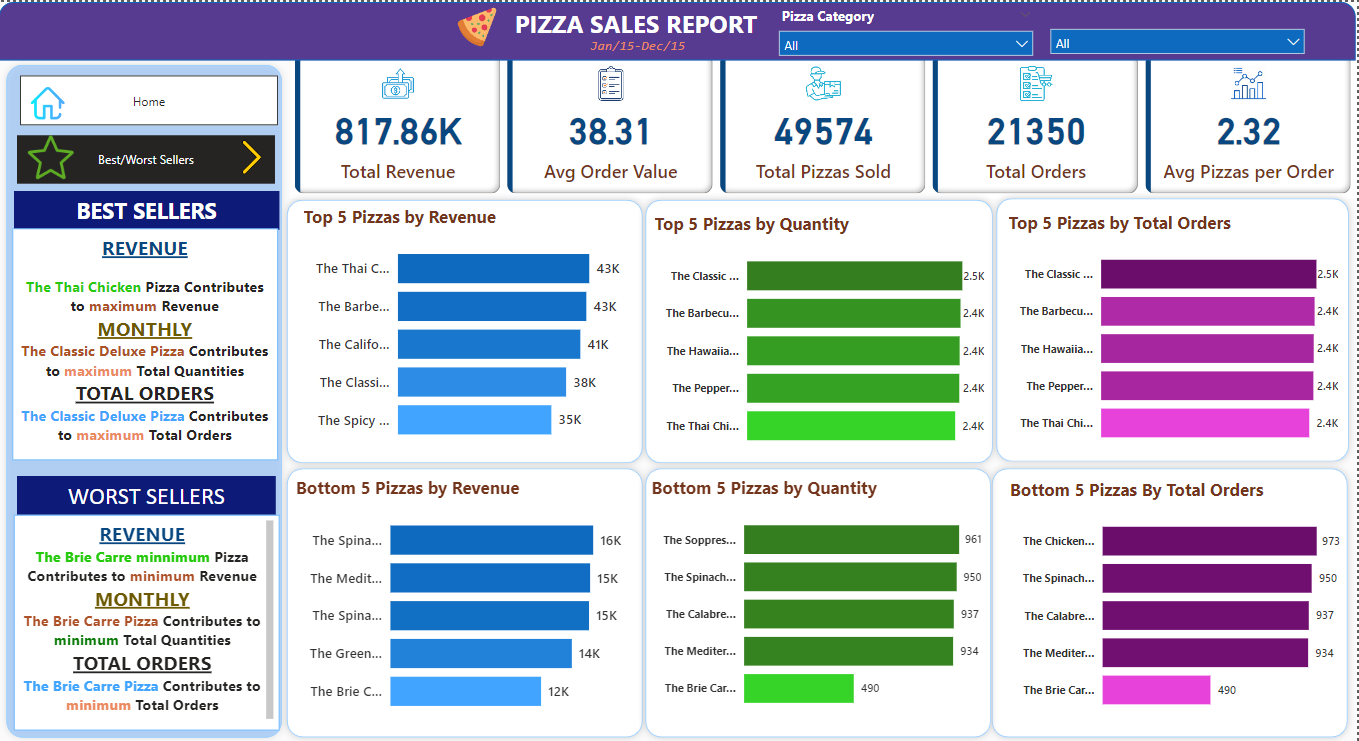 PIZZA SALES REPORT
Jan/15-Dec/15
Pizza Category
All
All
Home
Best/Worst Sellers
817.86K
Total Revenue
38.31
Avg Order Value
49574
Total Pizzas Sold
21350
Total Orders
2.32
Avg Pizzas per Order
BEST SELLERS
REVENUE
The Thai Chicken Pizza Contributes
to maximum Revenue
MONTHLY
The Classic Deluxe Pizza Contributes
to maximum Total Quantities
TOTAL ORDERS
The Classic Deluxe Pizza Contributes
to maximum Total Orders
WORST SELLERS
REVENUE
The Brie Carre minnimum Pizza
Contributes to minimum Revenue
MONTHLY
The Brie Carre Pizza Contributes to
minimum Total Quantities
TOTAL ORDERS
The Brie Carre Pizza Contributes to
minimum Total Orders
Top 5 Pizzas by Revenue
The Thai C... 43K
The Barbe... 43K
The Califo... 41K
The Classi... 38K
The Spicy ... 35K
Top 5 Pizzas by Quantity
The Classic ... 2.5K
The Barbecu... 2.4K
The Hawaiia... 2.4K
The Pepper... 2.4K
The Thai Chi... 2.4K
Top 5 Pizzas by Total Orders
The Classic ... 2.5K
The Barbecu... 2.4K
The Hawaiia... 2.4K
The Pepper... 2.4K
The Thai Chi... 2.4K
Bottom 5 Pizzas by Revenue
The Spina... 16K
The Medit... 15K
The Spina... 15K
The Green... 14K
The Brie C... 12K
Bottom 5 Pizzas by Quantity
The Soppres... 961
The Spinach... 950
The Calabre... 937
The Mediter... 934
The Brie Car... 490
Bottom 5 Pizzas By Total Orders
The Chicken... 973
The Spinach... 950
The Calabre... 937
The Mediter... 934
The Brie Car... 490